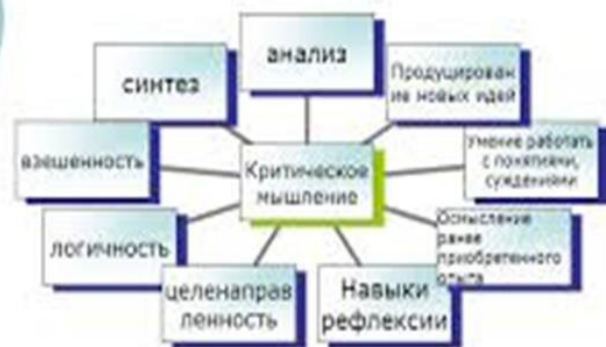 анализ
синтез
Продуцирован
ие новых идей
взешенность
Критическое
мышление
Умение работать
с понятиями,
суждениями
логичность
Осмысление
ранее
приобретенного
опыта
целенаправ
ленность
Навыки
рефлексии